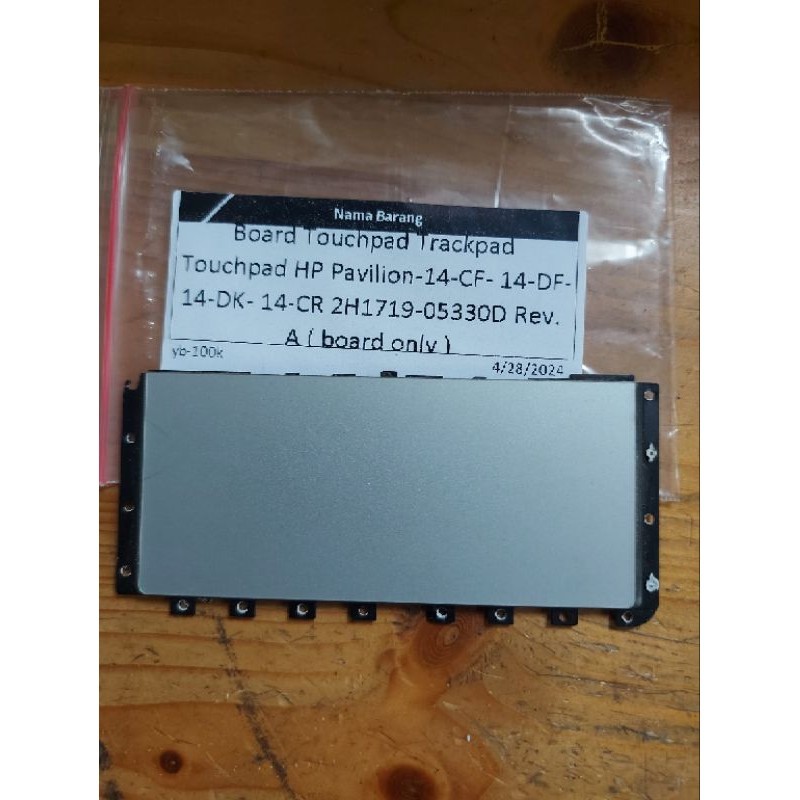 Nama Barang
Board Touchpad Trackpad
Touchpad HP Pavilion-14-CF- 14-DF-
14-DK- 14-CR 2H1719-05330D Rev.
A ( board only )
yb-100k
4/28/2024